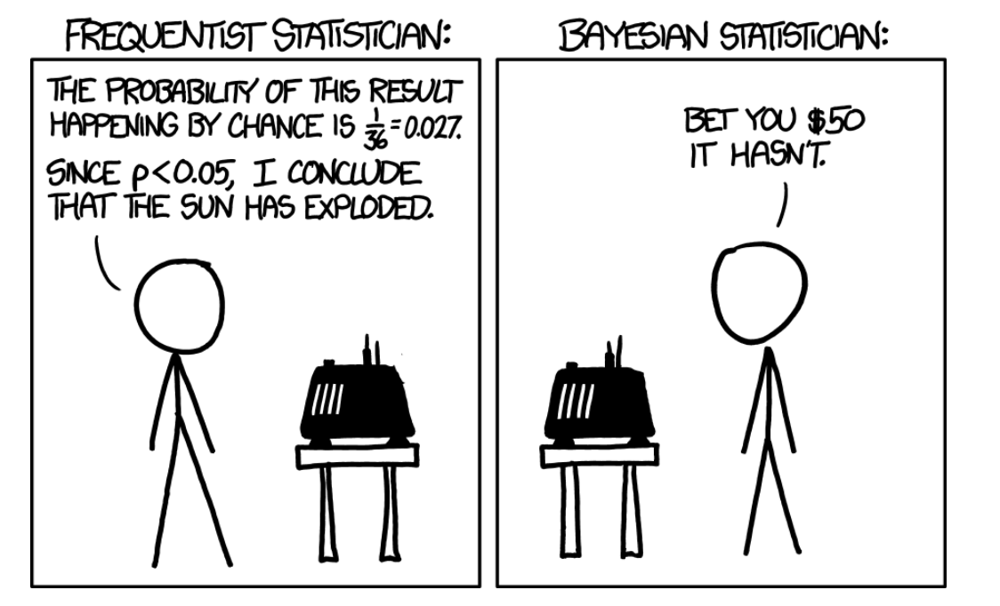 FREQUENTIST STATISTICIAN:
THE PROBABILITY OF THIS RESULT
HAPPENING BY CHANCE IS 1/36=0.027.
SINCE p<0.05, I CONCLUDE
THAT THE SUN HAS EXPLODED.
BAYESIAN STATISTICIAN:
BET YOU $50
IT HASN'T.